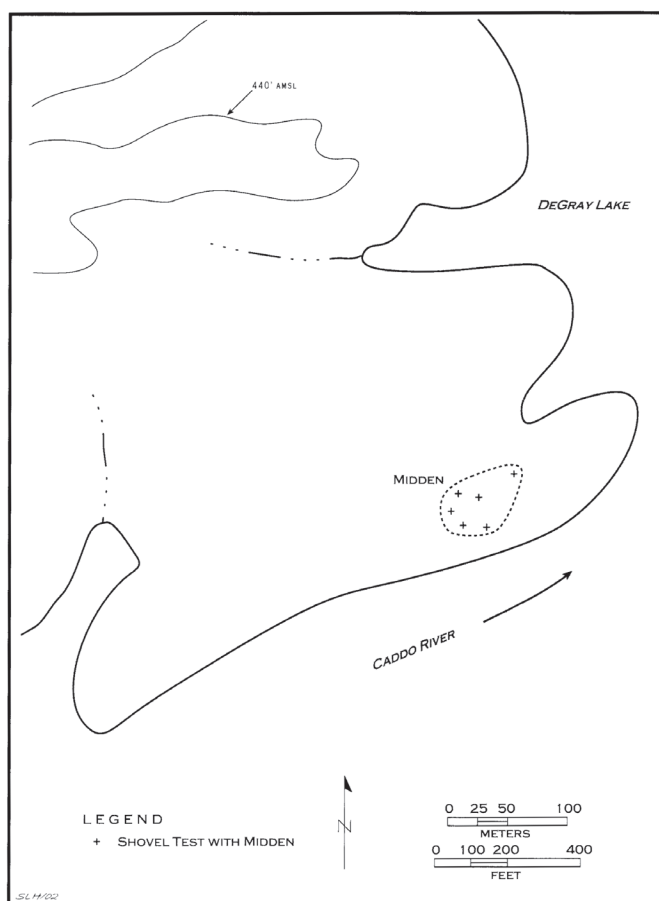 440' AMSL
DEGRAY LAKE
MIDDEN
CADDO RIVER
LEGEND
+ SHOVEL TEST WITH MIDDEN
N
0 25 50 100
METERS
0 100 200 400
FEET
SLM/02